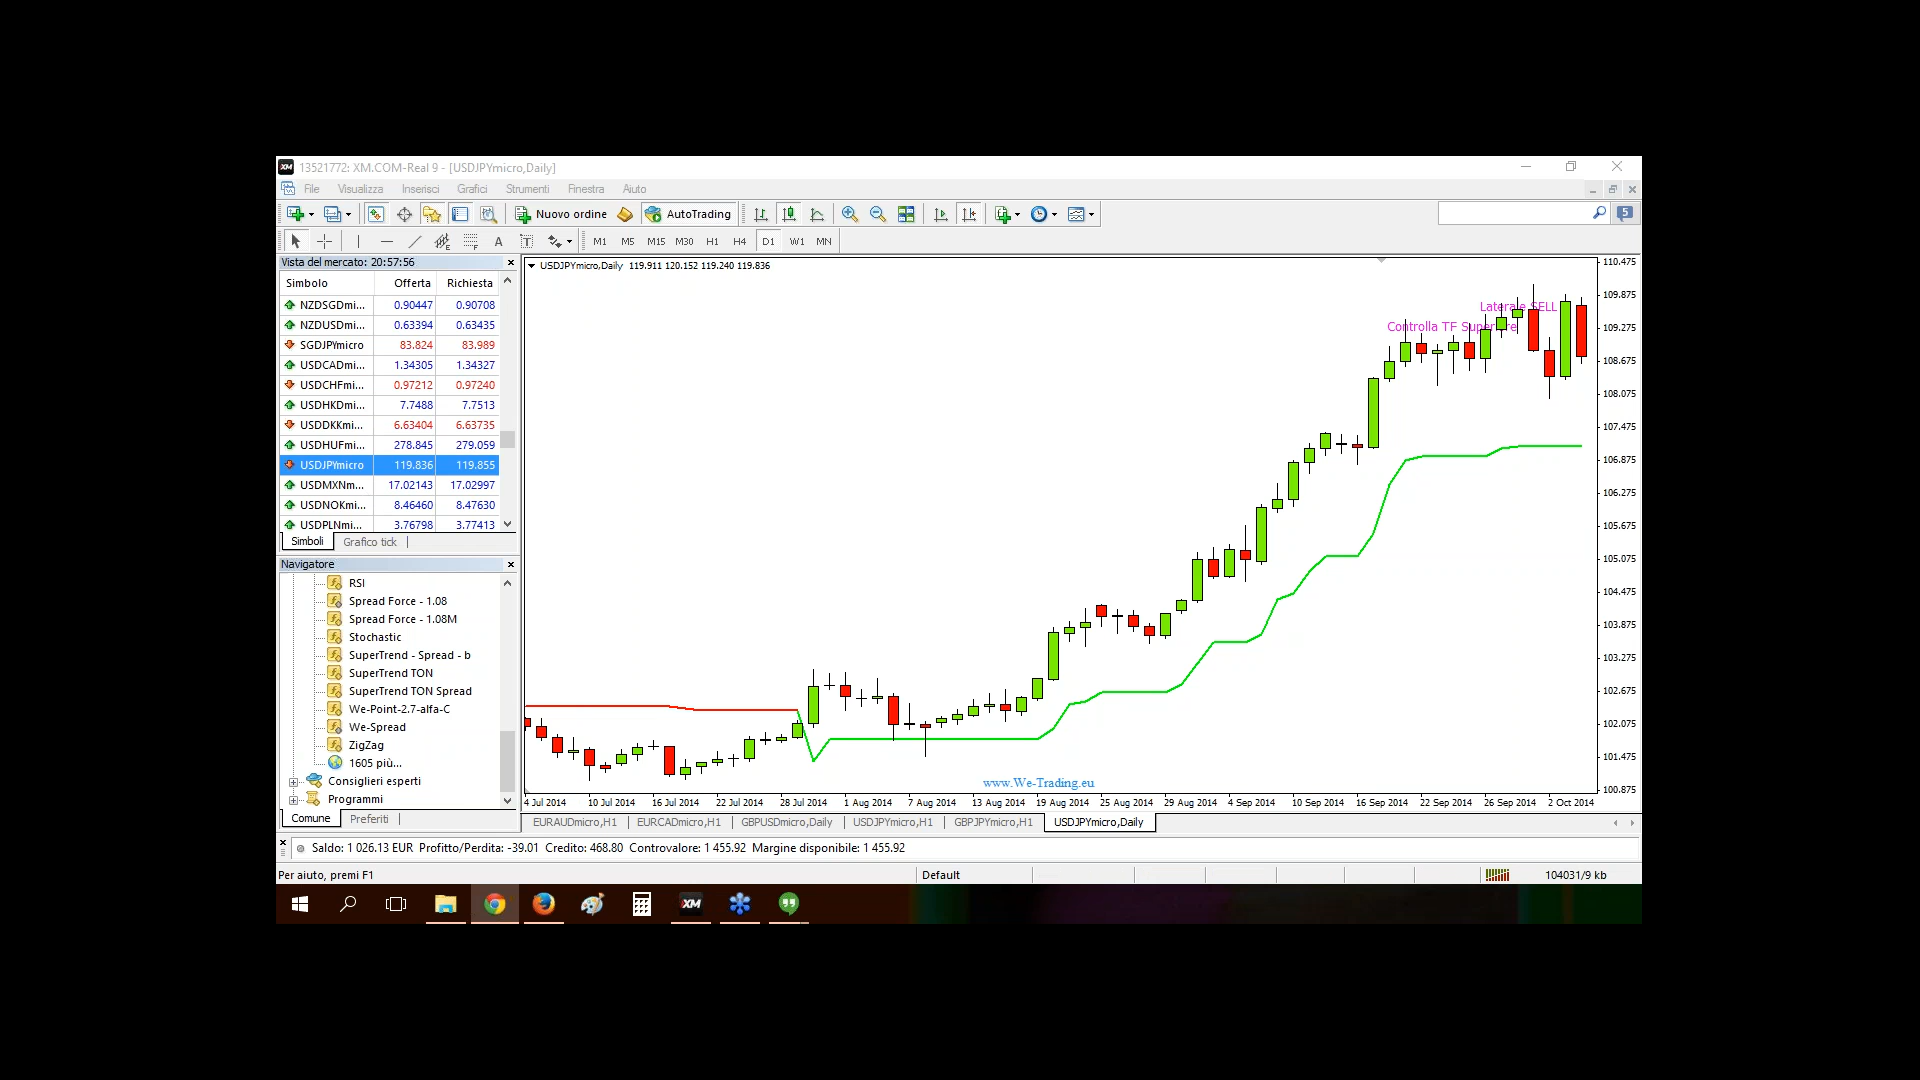 XM 13521772: XM.COM-Real 9 - [USDJPYmicro,Daily]
File Visualizza Inserisci Grafici Strumenti Finestra Aiuto
Nuovo ordine AutoTrading 5
A T M1 M5 M15 M30 H1 H4 D1 W1 MN
Vista del mercato: 20:57:56
Simbolo Offerta Richiesta
NZDSGDmi... 0.90447 0.90708
NZDUSDmi... 0.63394 0.63435
SGDJPYmicro 83.824 83.989
USDCADmi... 1.34305 1.34327
USDCHFmi... 0.97212 0.97240
USDHKDmi... 7.7488 7.7513
USDDKKmi... 6.63404 6.63735
USDHUFmi... 278.845 279.059
USDJPYmicro 119.836 119.855
USDMXNm... 17.02143 17.02997
USDNOKmi... 8.46460 8.47630
USDPLNmi... 3.76798 3.77413
Simboli Grafico tick
Navigatore
RSI
Spread Force - 1.08
Spread Force - 1.08M
Stochastic
SuperTrend - Spread - b
SuperTrend TON
SuperTrend TON Spread
We-Point-2.7-alfa-C
We-Spread
ZigZag
1605 più...
Consiglieri esperti
Programmi
Comune Preferiti
USDJPYmicro,Daily 119.911 120.152 119.240 119.836
Laterale SELL
Controlla TF Superiore
110.475
109.875
109.275
108.675
108.075
107.475
106.875
106.275
105.675
105.075
104.475
103.875
103.275
102.675
102.075
101.475
100.875
www.We-Trading.eu
4 Jul 2014 10 Jul 2014 16 Jul 2014 22 Jul 2014 28 Jul 2014 1 Aug 2014 7 Aug 2014 13 Aug 2014 19 Aug 2014 25 Aug 2014 29 Aug 2014 4 Sep 2014 10 Sep 2014 16 Sep 2014 22 Sep 2014 26 Sep 2014 2 Oct 2014
EURAUDmicro,H1 EURCADmicro,H1 GBPUSDmicro,Daily USDJPYmicro,H1 GBPJPYmicro,H1 USDJPYmicro,Daily
Saldo: 1 026.13 EUR Profitto/Perdita: -39.01 Credito: 468.80 Controvalore: 1 455.92 Margine disponibile: 1 455.92
Per aiuto, premi F1 Default 104031/9 kb
XM